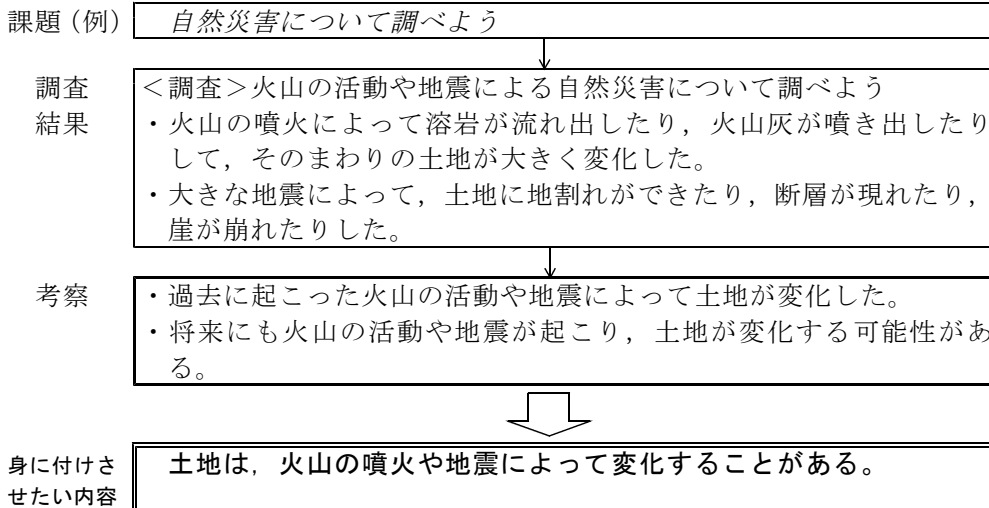 課題(例) 自然災害について調べよう
調査 <調査>火山の活動や地震による自然災害について調べよう
結果 ・火山の噴火によって溶岩が流れ出したり，火山灰が噴き出したり
して，そのまわりの土地が大きく変化した。
・大きな地震によって，土地に地割れができたり，断層が現れたり，
崖が崩れたりした。
考察 ・過去に起こった火山の活動や地震によって土地が変化した。
・将来にも火山の活動や地震が起こり，土地が変化する可能性があ
る。
身に付けさ 土地は，火山の噴火や地震によって変化することがある。
せたい内容